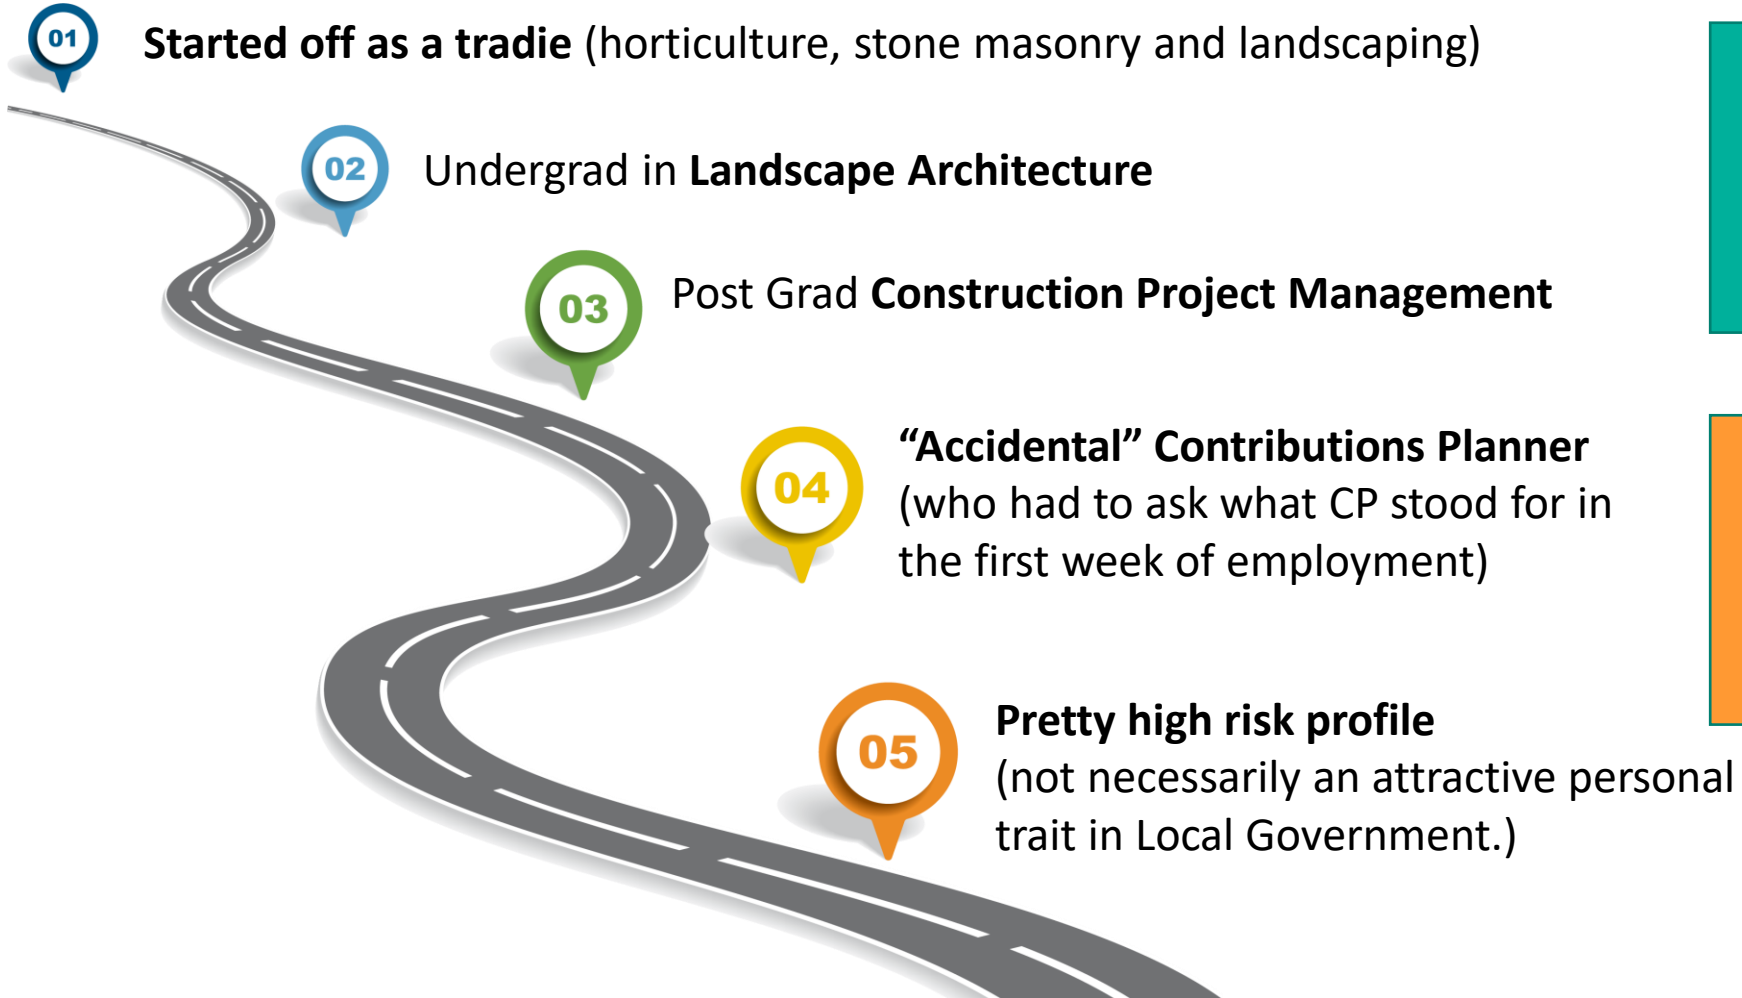 01
Started off as a tradie (horticulture, stone masonry and landscaping)
02
Undergrad in Landscape Architecture
03
Post Grad Construction Project Management
04
“Accidental” Contributions Planner
(who had to ask what CP stood for in
the first week of employment)
05
Pretty high risk profile
(not necessarily an attractive personal
trait in Local Government.)